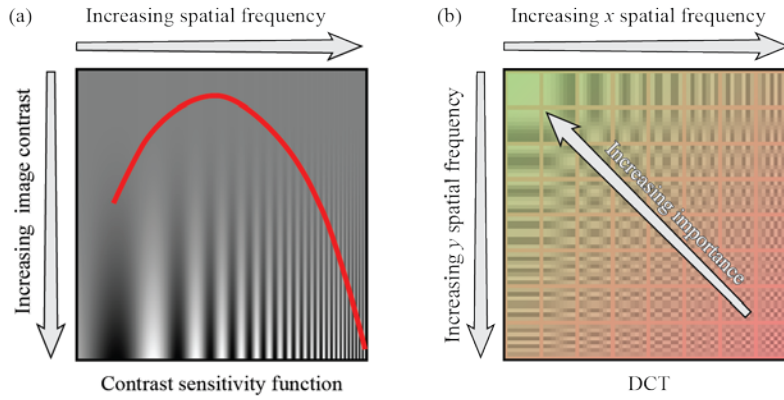 (a)
Increasing spatial frequency
Increasing image contrast
Contrast sensitivity function
(b)
Increasing x spatial frequency
Increasing y spatial frequency
Increasing importance
DCT